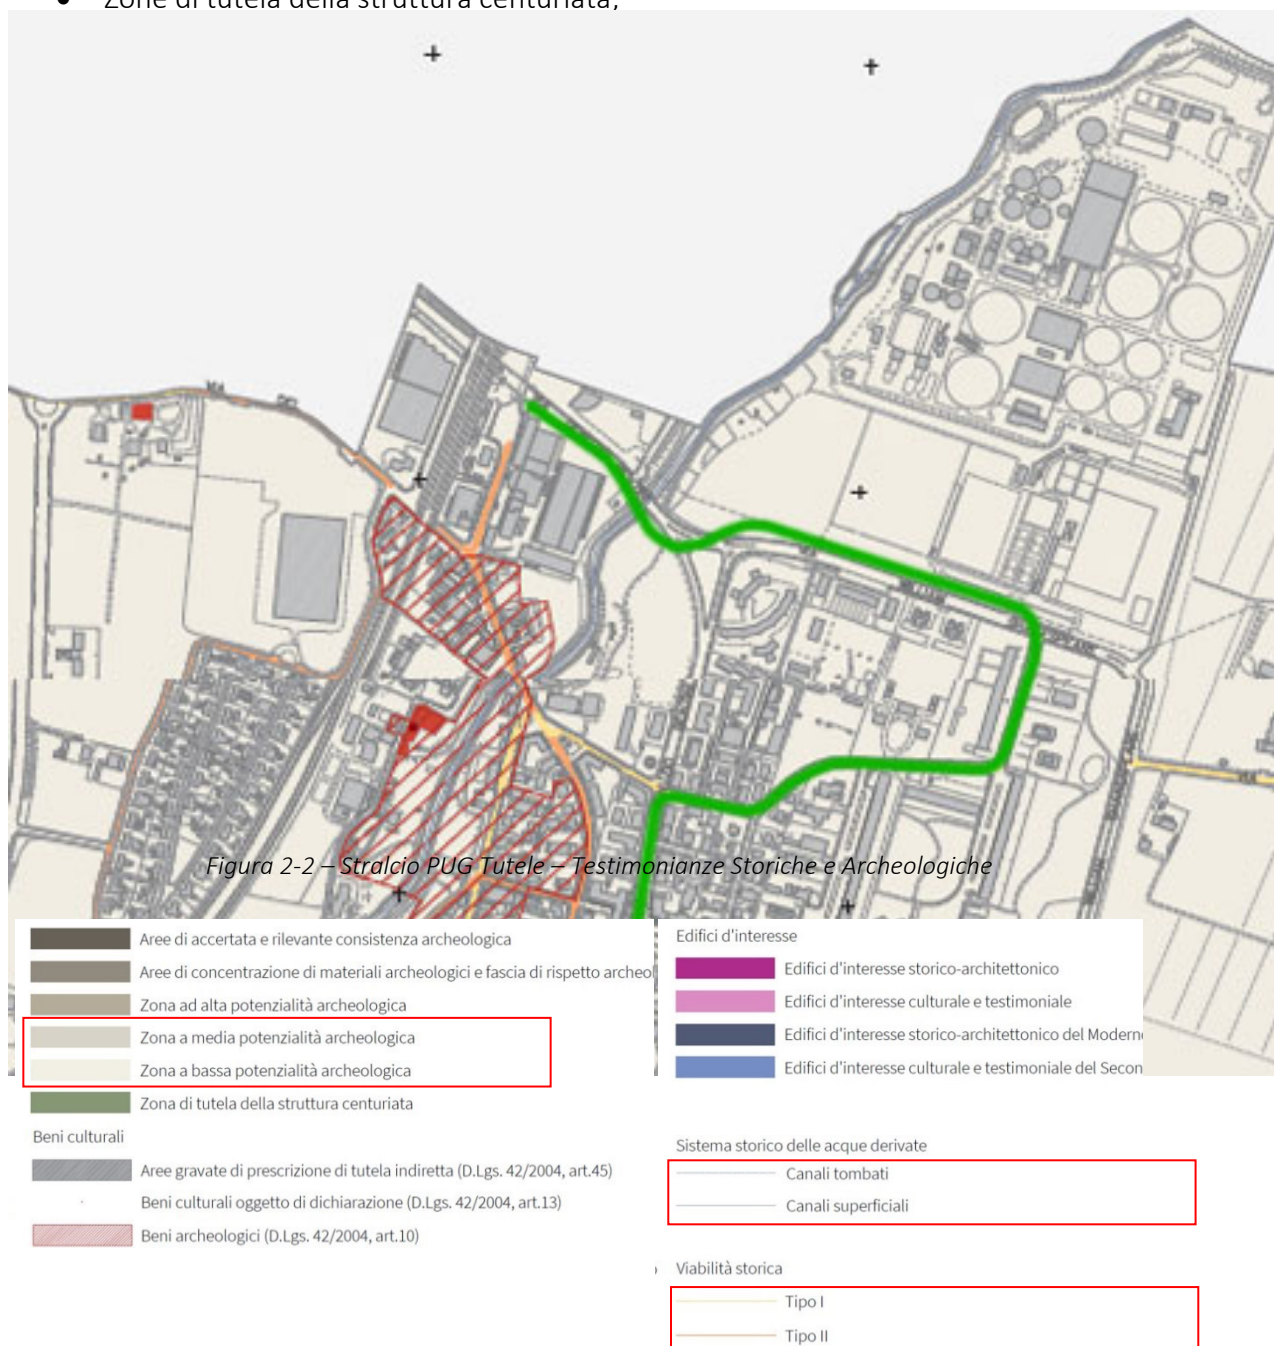 ● Zone di tutela della struttura centuriata;
Figura 2-2 – Stralcio PUG Tutele – Testimonianze Storiche e Archeologiche
Aree di accertata e rilevante consistenza archeologica
Aree di concentrazione di materiali archeologici e fascia di rispetto archeol
Zona ad alta potenzialità archeologica
Zona a media potenzialità archeologica
Zona a bassa potenzialità archeologica
Zona di tutela della struttura centuriata
Beni culturali
Aree gravate di prescrizione di tutela indiretta (D.Lgs. 42/2004, art.45)
Beni culturali oggetto di dichiarazione (D.Lgs. 42/2004, art.13)
Beni archeologici (D.Lgs. 42/2004, art.10)
Edifici d'interesse
Edifici d'interesse storico-architettonico
Edifici d'interesse culturale e testimoniale
Edifici d'interesse storico-architettonico del Moderno
Edifici d'interesse culturale e testimoniale del Secon
Sistema storico delle acque derivate
Canali tombati
Canali superficiali
Viabilità storica
Tipo I
Tipo II